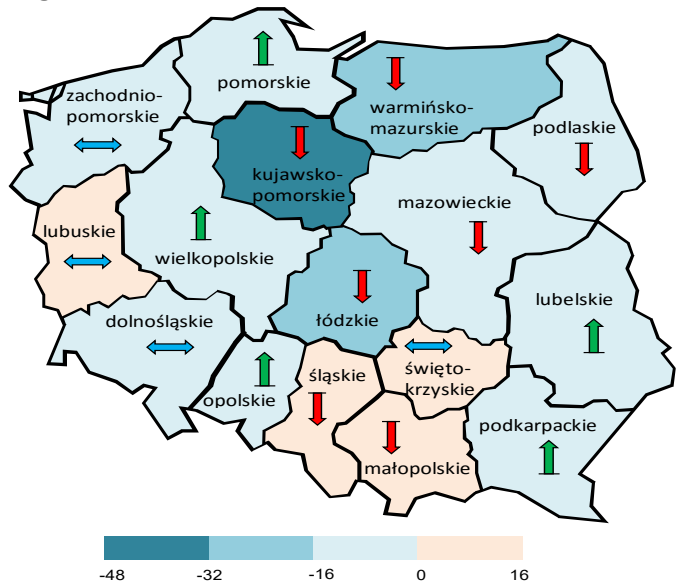 pomorskie
zachodnio-
pomorskie
warmińsko-
mazurskie
podlaskie
kujawsko-
pomorskie
mazowieckie
lubuskie
wielkopolskie
lubelskie
dolnośląskie
łódzkie
śląskie
święto-
krzyskie
opolskie
podkarpackie
małopolskie
-48 -32 -16 0 16